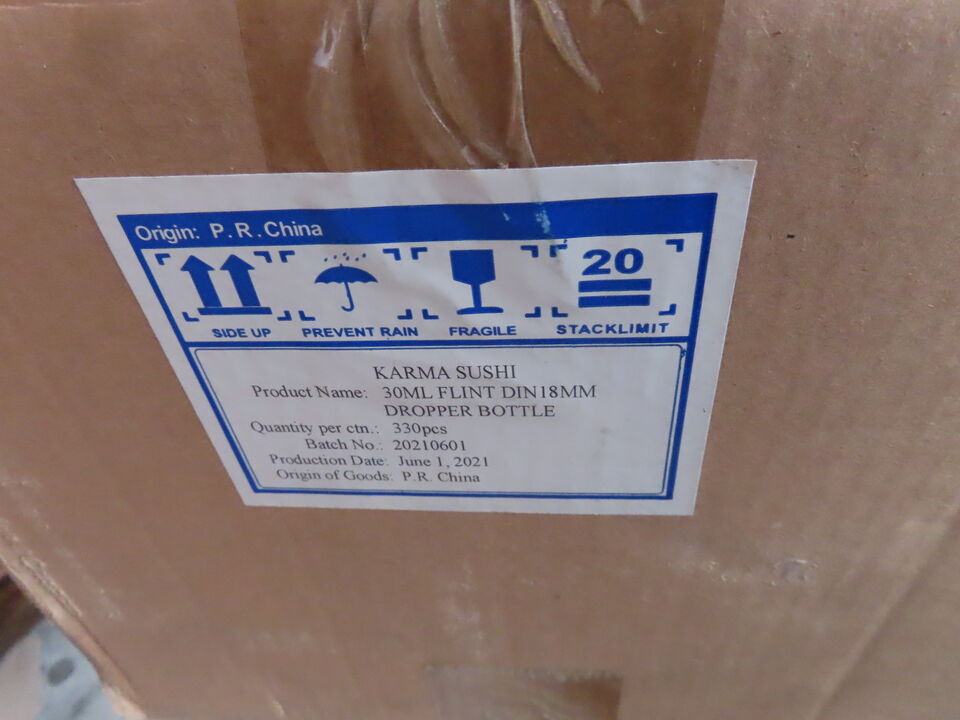 Origin: P.R.China
20
SIDE UP PREVENT RAIN FRAGILE STACKLIMIT
KARMA SUSHI
Product Name: 30ML FLINT DIN18MM
DROPPER BOTTLE
Quantity per ctn.: 330pcs
Batch No.: 20210601
Production Date: June 1, 2021
Origin of Goods: P.R. China